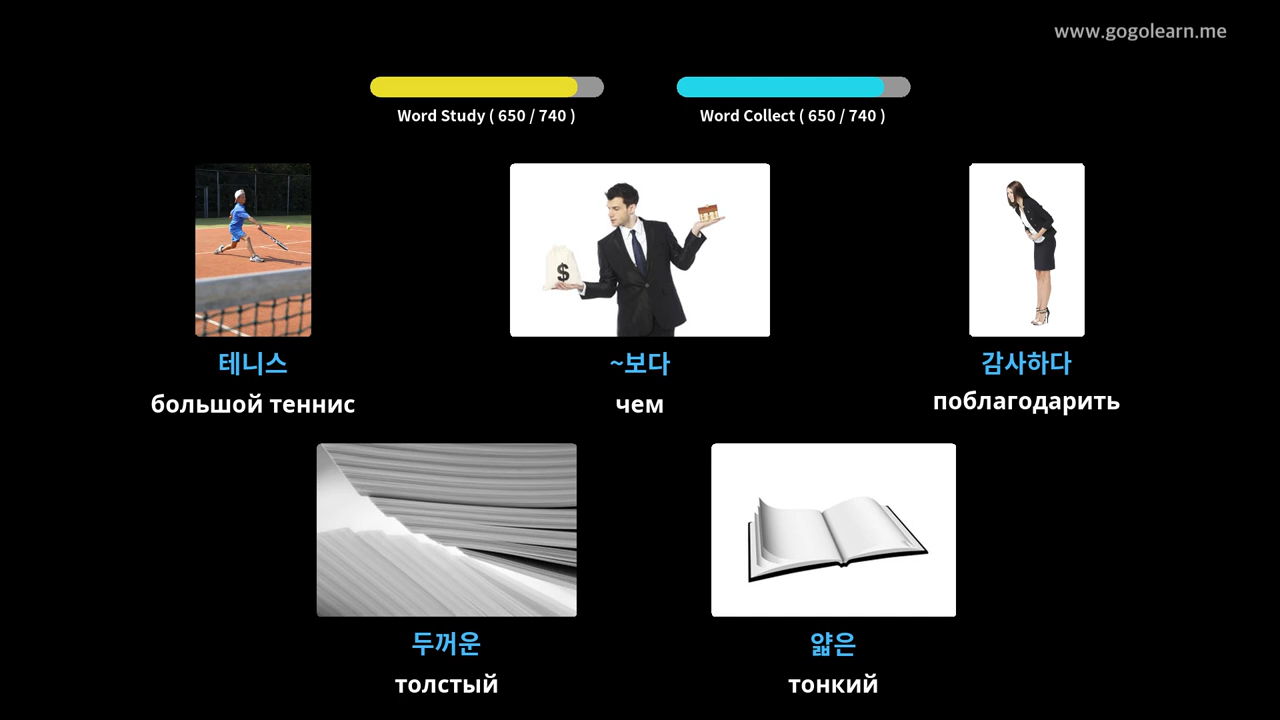 www.gogolearn.me
Word Study ( 650 / 740 )
Word Collect ( 650 / 740 )
테니스
большой теннис
~보다
чем
감사하다
поблагодарить
$
두꺼운
толстый
얇은
тонкий